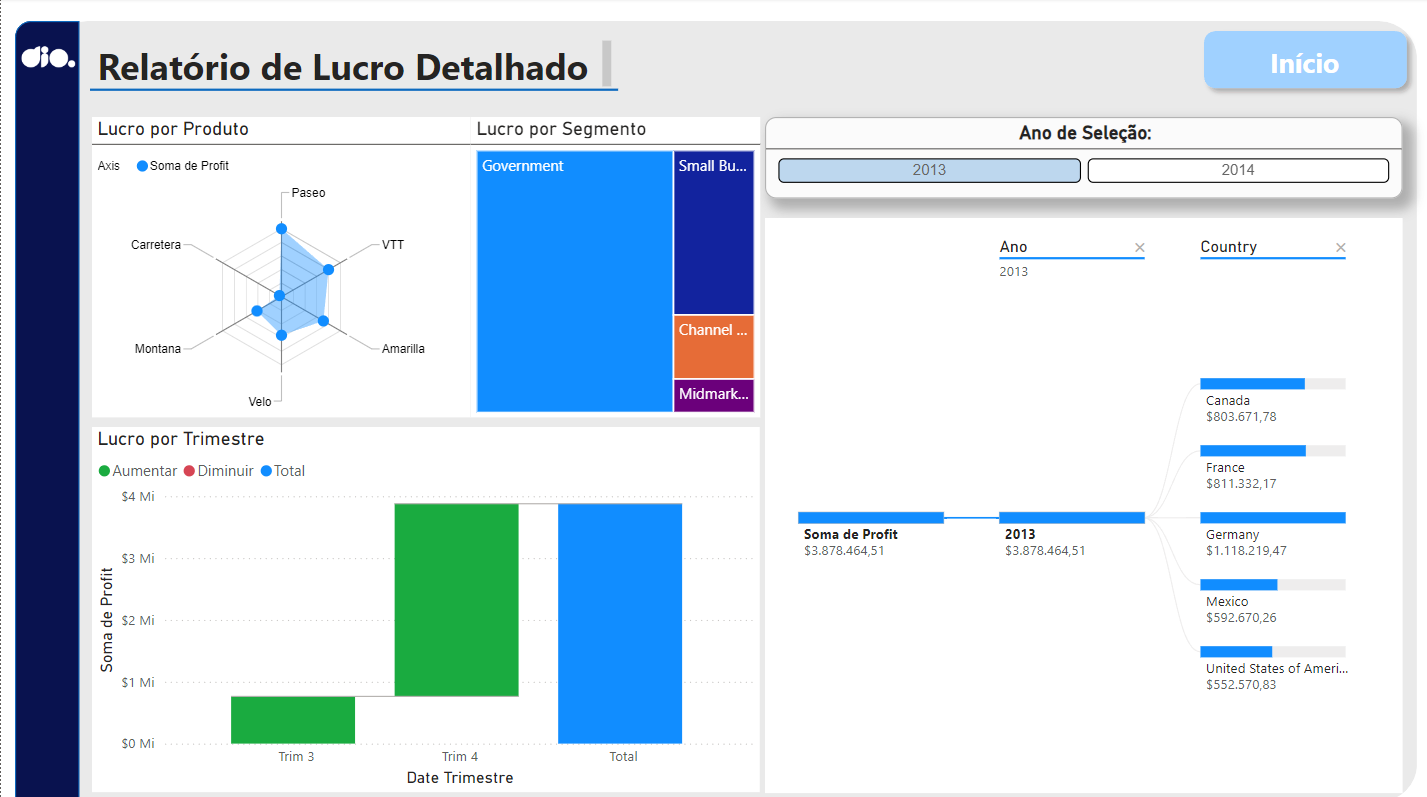 dio.
Relatório de Lucro Detalhado
Início
Lucro por Produto
Axis
Soma de Profit
Paseo
Carretera
VTT
Montana
Amarilla
Velo
Lucro por Segmento
Government
Small Bu...
Channel ...
Midmark...
Ano de Seleção:
2013
2014
Lucro por Trimestre
Aumentar
Diminuir
Total
Soma de Profit
$4 Mi
$3 Mi
$2 Mi
$1 Mi
$0 Mi
Trim 3
Trim 4
Total
Date Trimestre
Ano
2013
Country
Soma de Profit
$3.878.464,51
2013
$3.878.464,51
Canada
$803.671,78
France
$811.332,17
Germany
$1.118.219,47
Mexico
$592.670,26
United States of Ameri...
$552.570,83